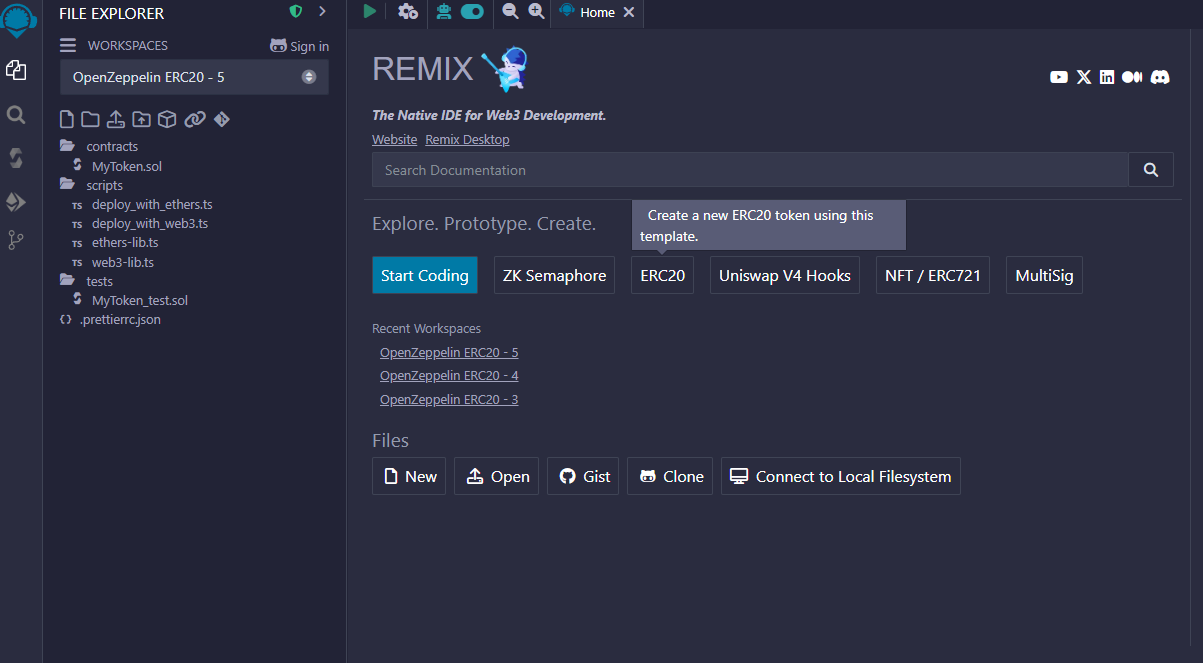 FILE EXPLORER
WORKSPACES
Sign in
OpenZeppelin ERC20 - 5
contracts
MyToken.sol
scripts
TS deploy_with_ethers.ts
TS deploy_with_web3.ts
TS ethers-lib.ts
TS web3-lib.ts
tests
MyToken_test.sol
{} .prettierrc.json
Home
REMIX
The Native IDE for Web3 Development.
Website Remix Desktop
Search Documentation
Explore. Prototype. Create.
Create a new ERC20 token using this
template.
Start Coding ZK Semaphore ERC20 Uniswap V4 Hooks NFT / ERC721 MultiSig
Recent Workspaces
OpenZeppelin ERC20 - 5
OpenZeppelin ERC20 - 4
OpenZeppelin ERC20 - 3
Files
New Open Gist Clone Connect to Local Filesystem